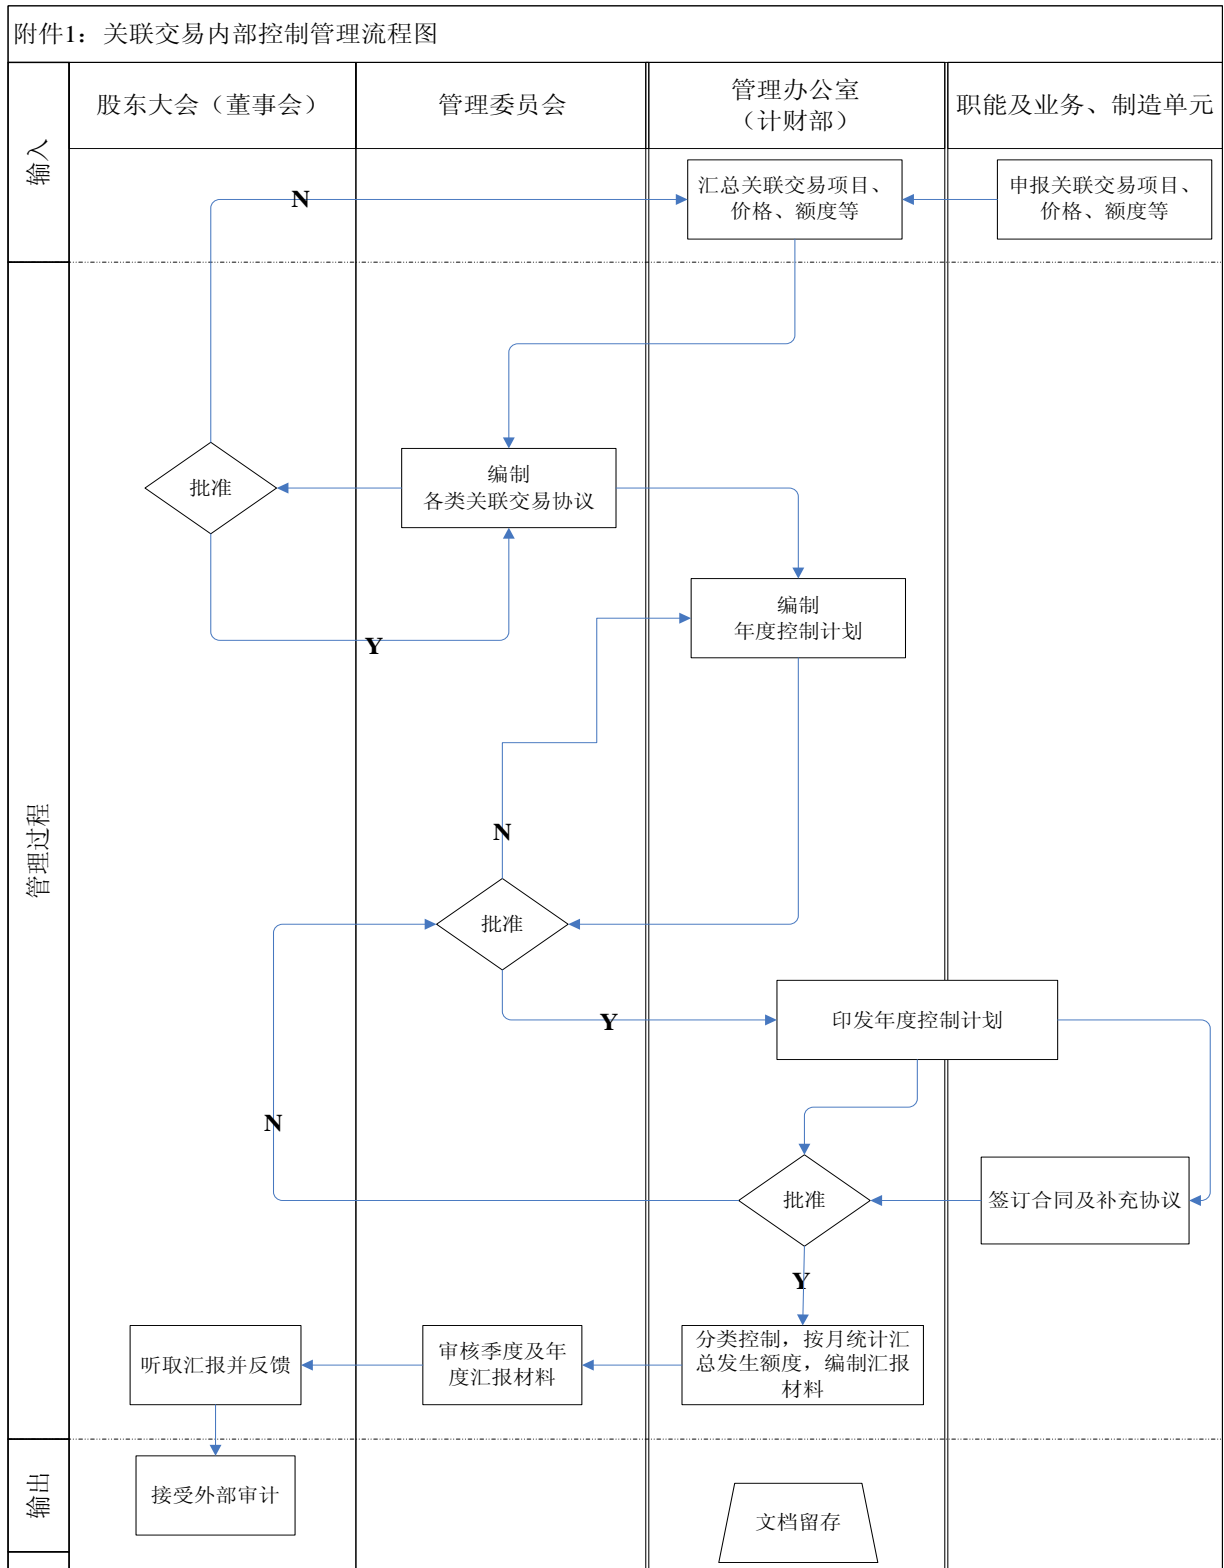 附件1：关联交易内部控制管理流程图
股东大会（董事会）
管理委员会
管理办公室
（计财部）
职能及业务、制造单元
输入
汇总关联交易项目、
价格、额度等
申报关联交易项目、
价格、额度等
N
批准
编制
各类关联交易协议
编制
年度控制计划
Y
管理过程
N
批准
印发年度控制计划
Y
N
批准
签订合同及补充协议
Y
听取汇报并反馈
审核季度及年
度汇报材料
分类控制，按月统计汇
总发生额度，编制汇报
材料
输出
接受外部审计
文档留存